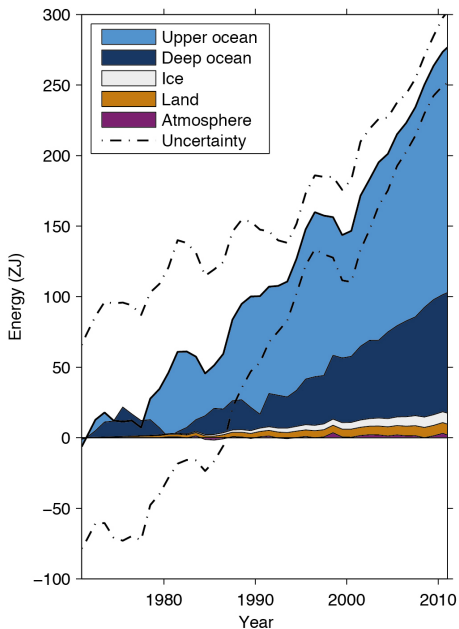 300
250
200
150
100
50
0
−50
−100
Energy (ZJ)
Upper ocean
Deep ocean
Ice
Land
Atmosphere
Uncertainty
1980 1990 2000 2010
Year